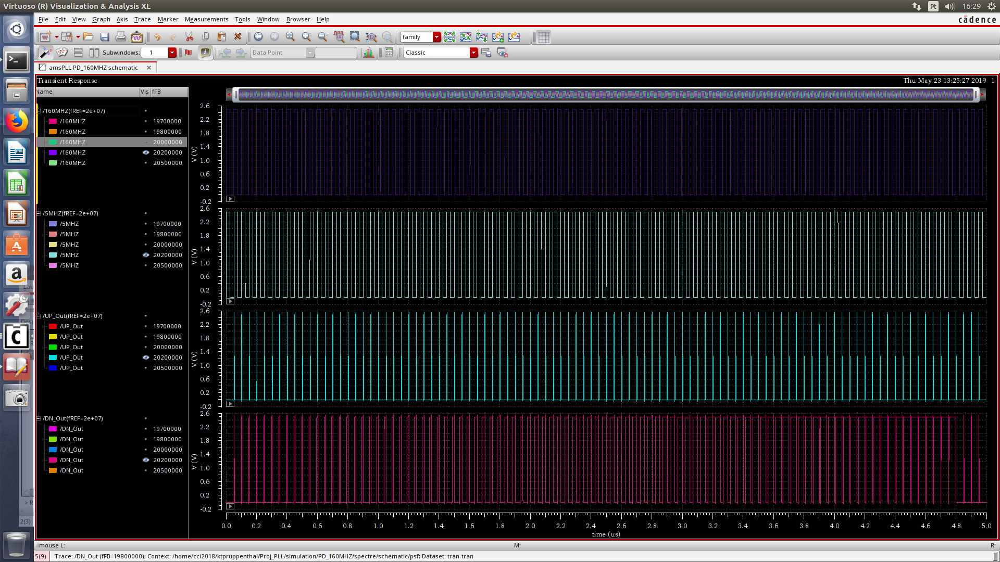 Virtuoso (R) Visualization & Analysis XL
Pt
16:29
File Edit View Graph Axis Trace Marker Measurements Tools Window Browser Help
cādence
family
Subwindows: 1
Data Point
Classic
amsPLL PD_160MHZ schematic
Transient Response
Thu May 23 13:25:27 2019 1
Name Vis fFB
/160MHZ(fREF=2e+07)
/160MHZ 19700000
/160MHZ 19800000
/160MHZ 20000000
/160MHZ 20200000
/160MHZ 20500000
2.6
2.2
1.8
1.4
1.0
0.6
0.2
-0.2
V (V)
/5MHZ(fREF=2e+07)
/5MHZ 19700000
/5MHZ 19800000
/5MHZ 20000000
/5MHZ 20200000
/5MHZ 20500000
2.6
2.2
1.8
1.4
1.0
0.6
0.2
-0.2
V (V)
/UP_Out(fREF=2e+07)
/UP_Out 19700000
/UP_Out 19800000
/UP_Out 20000000
/UP_Out 20200000
/UP_Out 20500000
2.6
2.2
1.8
1.4
1.0
0.6
0.2
-0.2
V (V)
/DN_Out(fREF=2e+07)
/DN_Out 19700000
/DN_Out 19800000
/DN_Out 20000000
/DN_Out 20200000
/DN_Out 20500000
2.6
2.2
1.8
1.4
1.0
0.6
0.2
-0.2
V (V)
0.0 0.2 0.4 0.6 0.8 1.0 1.2 1.4 1.6 1.8 2.0 2.2 2.4 2.6 2.8 3.0 3.2 3.4 3.6 3.8 4.0 4.2 4.4 4.6 4.8 5.0
time (us)
> R
2(3)
mouse L: M: R:
5(9) Trace: /DN_Out (fFB=19800000); Context: /home/cci2018/ktpruppenthal/Proj_PLL/simulation/PD_160MHZ/spectre/schematic/psf; Dataset: tran-tran